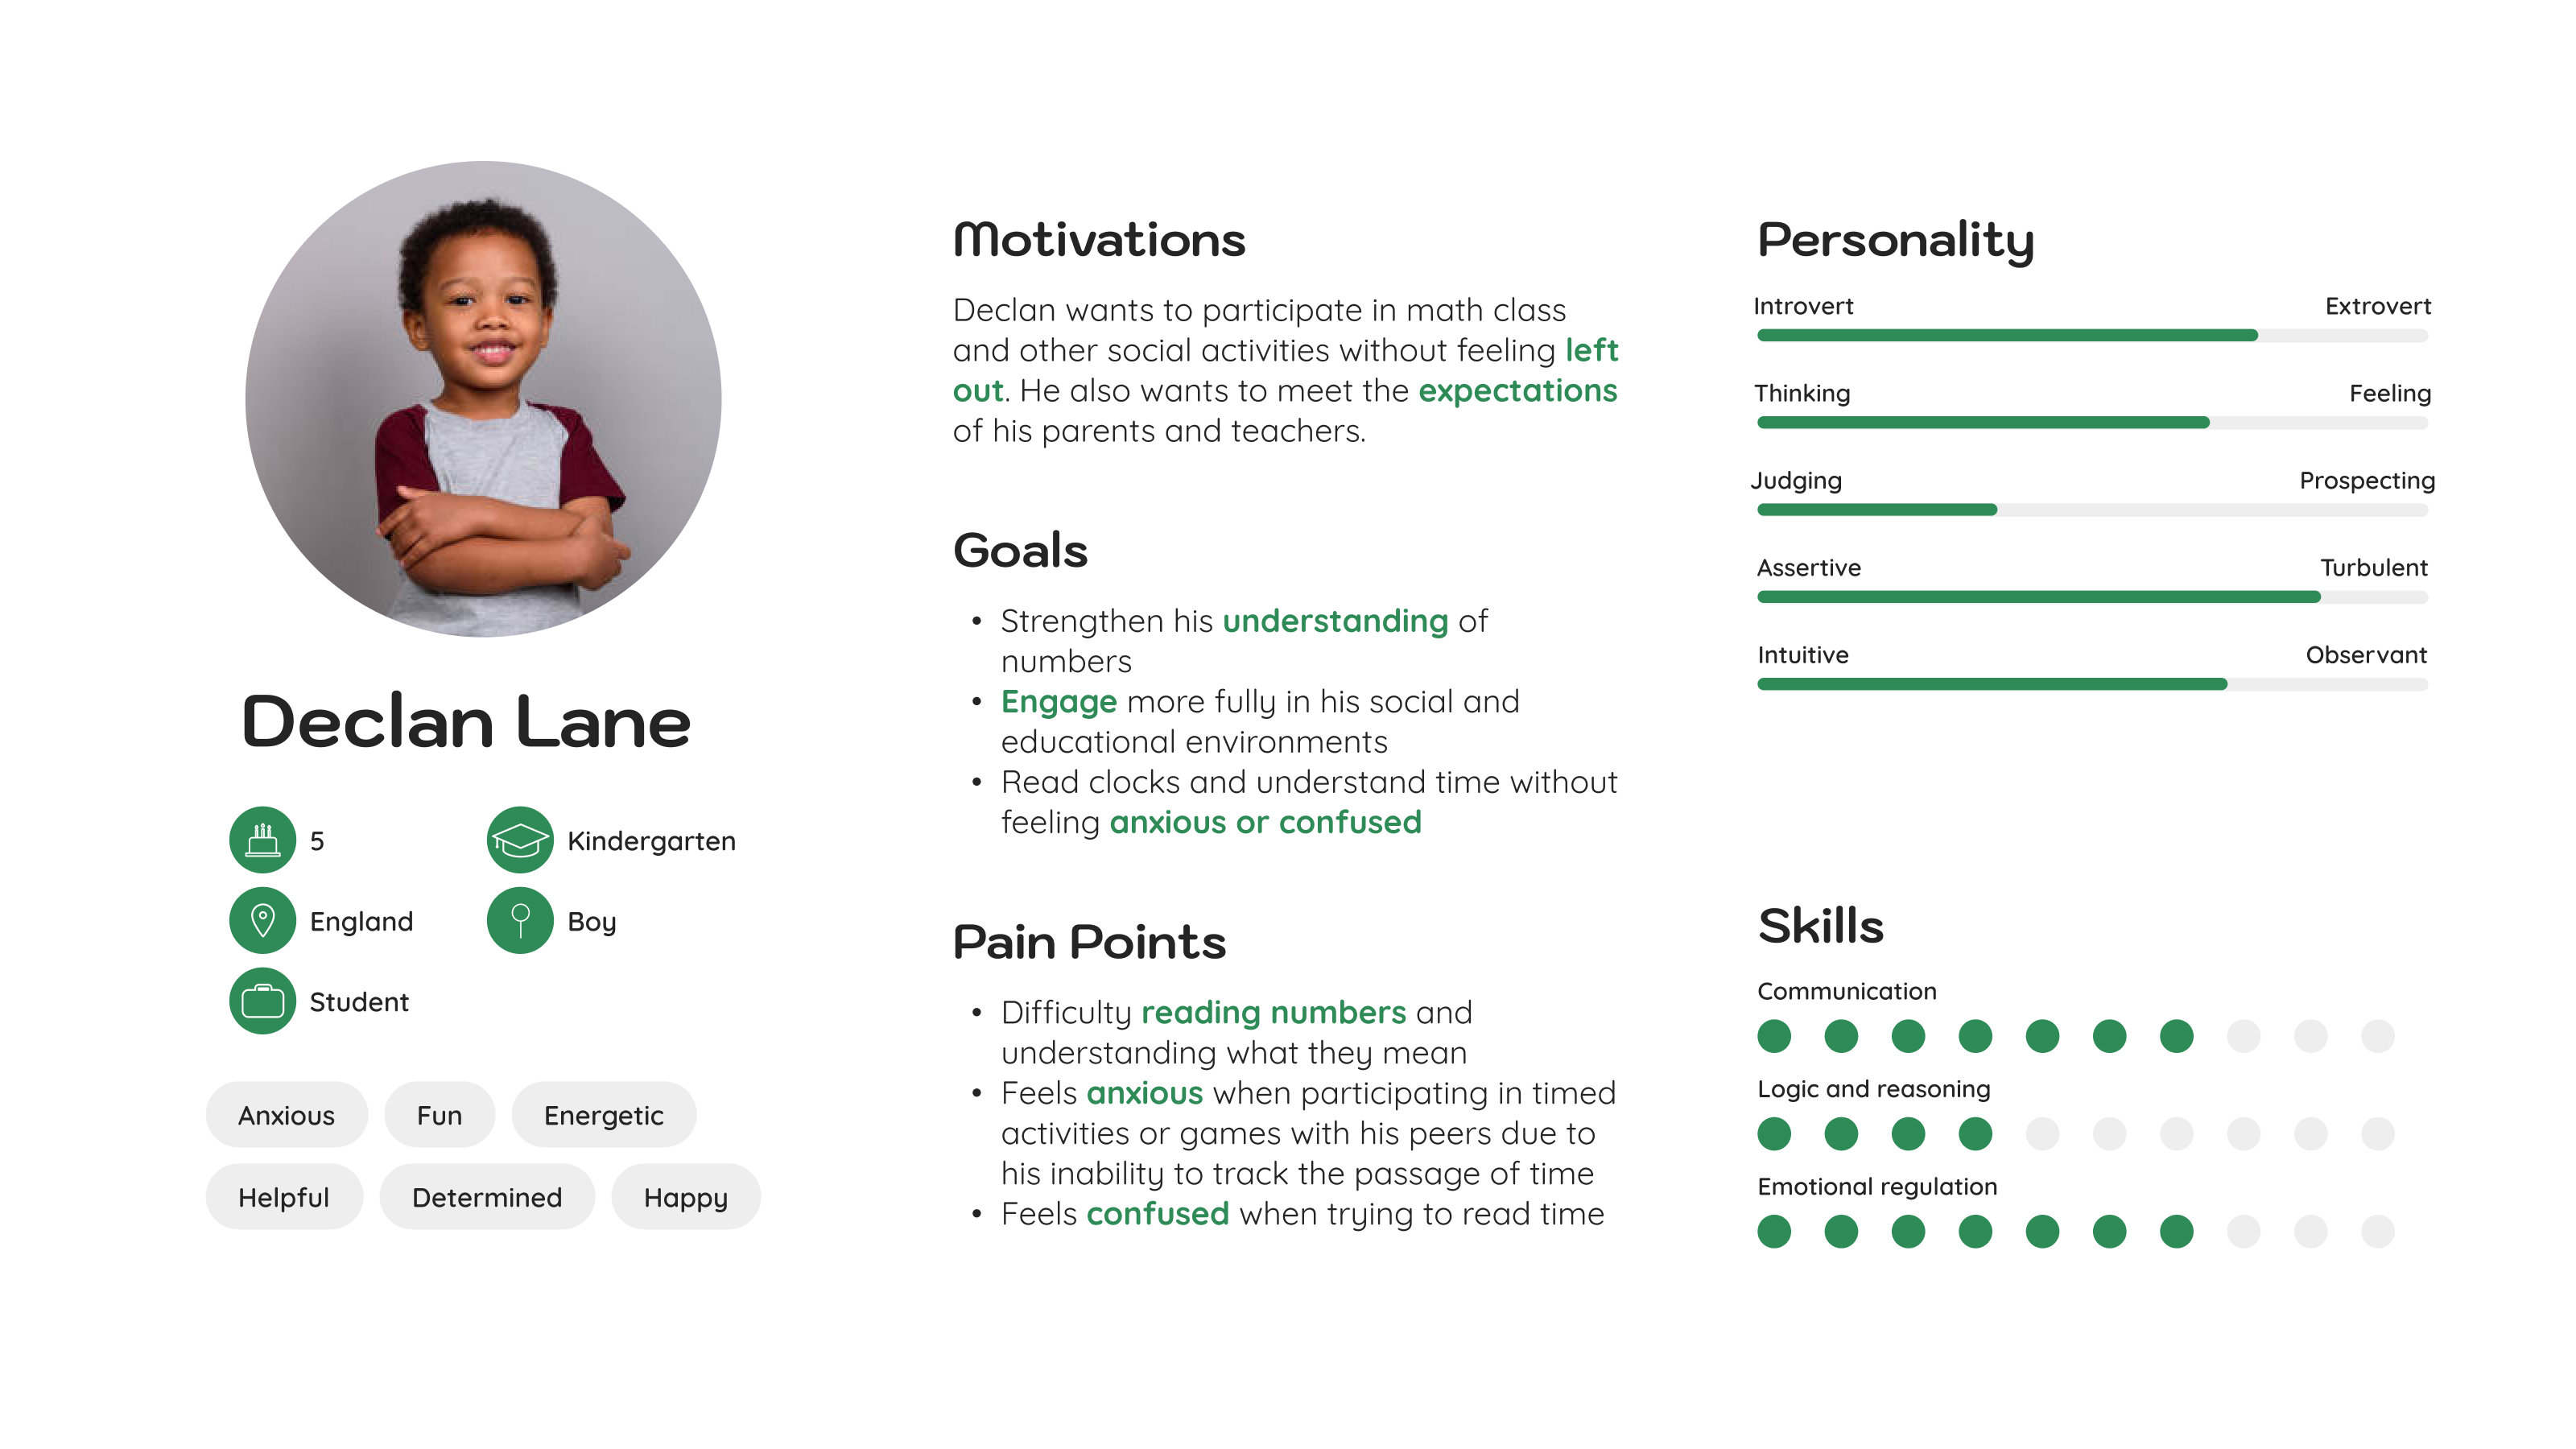 Declan Lane
5
Kindergarten
England
Boy
Student
Anxious
Fun
Energetic
Helpful
Determined
Happy
Motivations
Declan wants to participate in math class
and other social activities without feeling left
out. He also wants to meet the expectations
of his parents and teachers.
Goals
• Strengthen his understanding of
numbers
• Engage more fully in his social and
educational environments
• Read clocks and understand time without
feeling anxious or confused
Pain Points
• Difficulty reading numbers and
understanding what they mean
• Feels anxious when participating in timed
activities or games with his peers due to
his inability to track the passage of time
• Feels confused when trying to read time
Personality
Introvert Extrovert
Thinking Feeling
Judging Prospecting
Assertive Turbulent
Intuitive Observant
Skills
Communication
Logic and reasoning
Emotional regulation